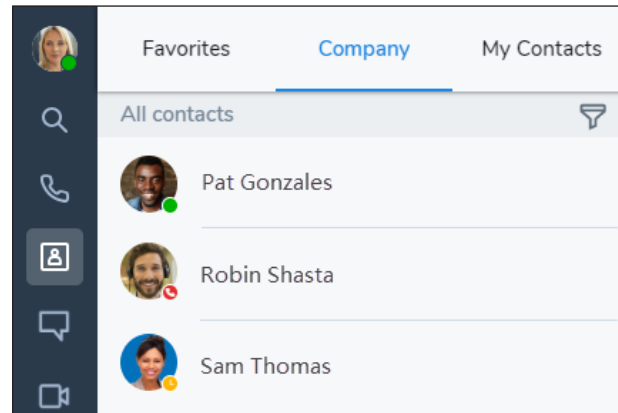 Favorites Company My Contacts
All contacts
Pat Gonzales
Robin Shasta
Sam Thomas